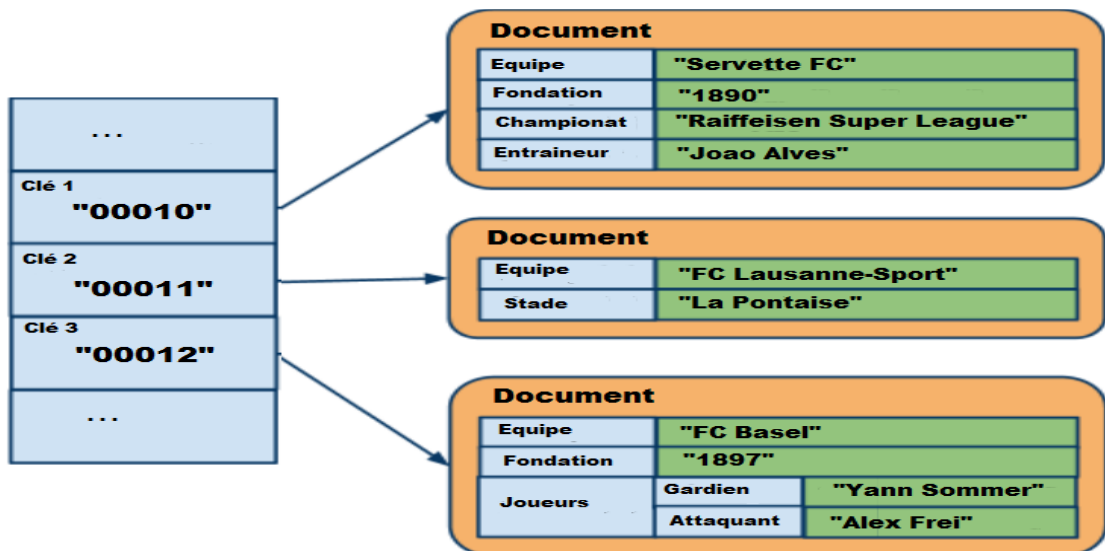 ...
Clé 1
"00010"
Clé 2
"00011"
Clé 3
"00012"
...
Document
Equipe "Servette FC"
Fondation "1890"
Championat "Raiffeisen Super League"
Entraineur "Joao Alves"
Document
Equipe "FC Lausanne-Sport"
Stade "La Pontaise"
Document
Equipe "FC Basel"
Fondation "1897"
Joueurs Gardien "Yann Sommer"
Attaquant "Alex Frei"